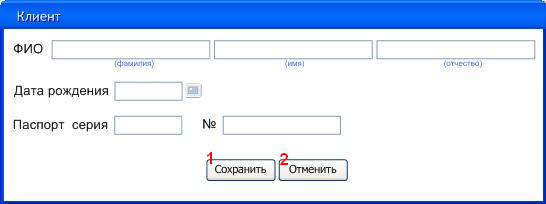 Клиент
ФИО
(фамилия) (имя) (отчество)
Дата рождения
Паспорт серия №
1 Сохранить 2 Отменить